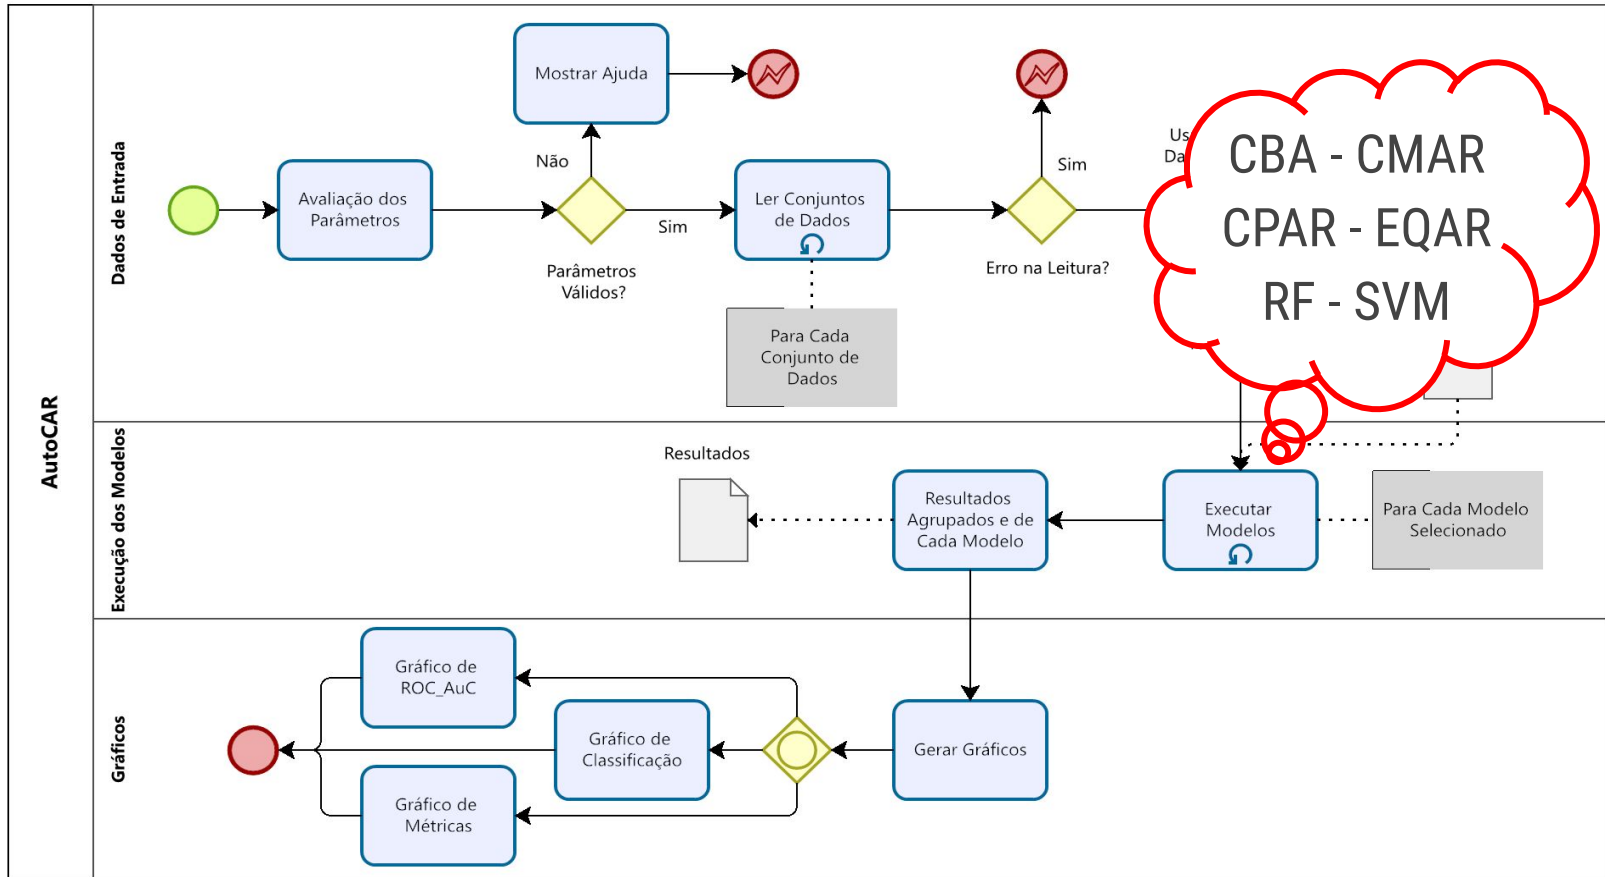 AutoCAR
Dados de Entrada
Mostrar Ajuda
Não
Avaliação dos
Parâmetros
Sim
Parâmetros
Válidos?
Ler Conjuntos
de Dados
Para Cada
Conjunto de
Dados
Sim
Erro na Leitura?
CBA - CMAR
CPAR - EQAR
RF - SVM
Execução dos Modelos
Resultados
Resultados
Agrupados e de
Cada Modelo
Executar
Modelos
Para Cada Modelo
Selecionado
Gráficos
Gráfico de
ROC_AuC
Gráfico de
Classificação
Gráfico de
Métricas
Gerar Gráficos